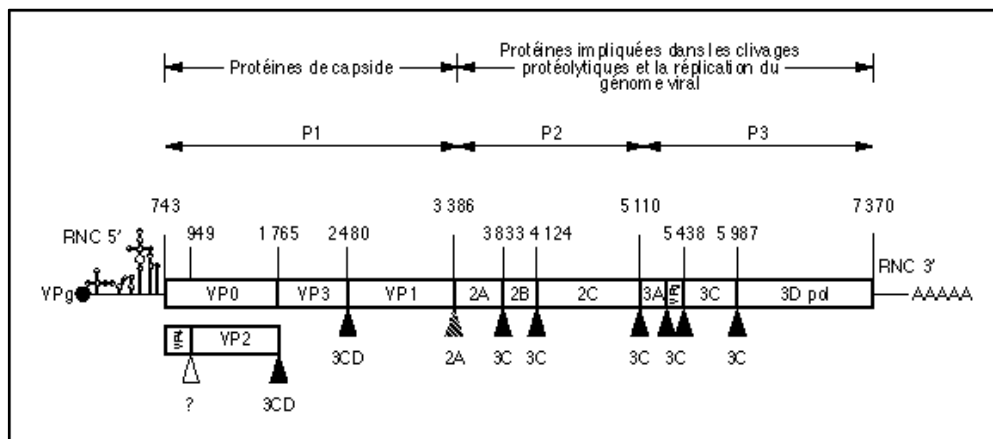 Protéines de capside
Protéines impliquées dans les clivages
protéolytiques et la réplication du
génome viral
P1 P2 P3
743 3 386 5 110 7 370
949 1 765 2 480 3 833 4 124 5 438 5 987
RNC 5' RNC 3'
VPg VP0 VP3 VP1 2A 2B 2C 3A VPg 3C 3D pol AAAAA
VP4 VP2
3CD 2A 3C 3C 3C 3C 3C
? 3CD